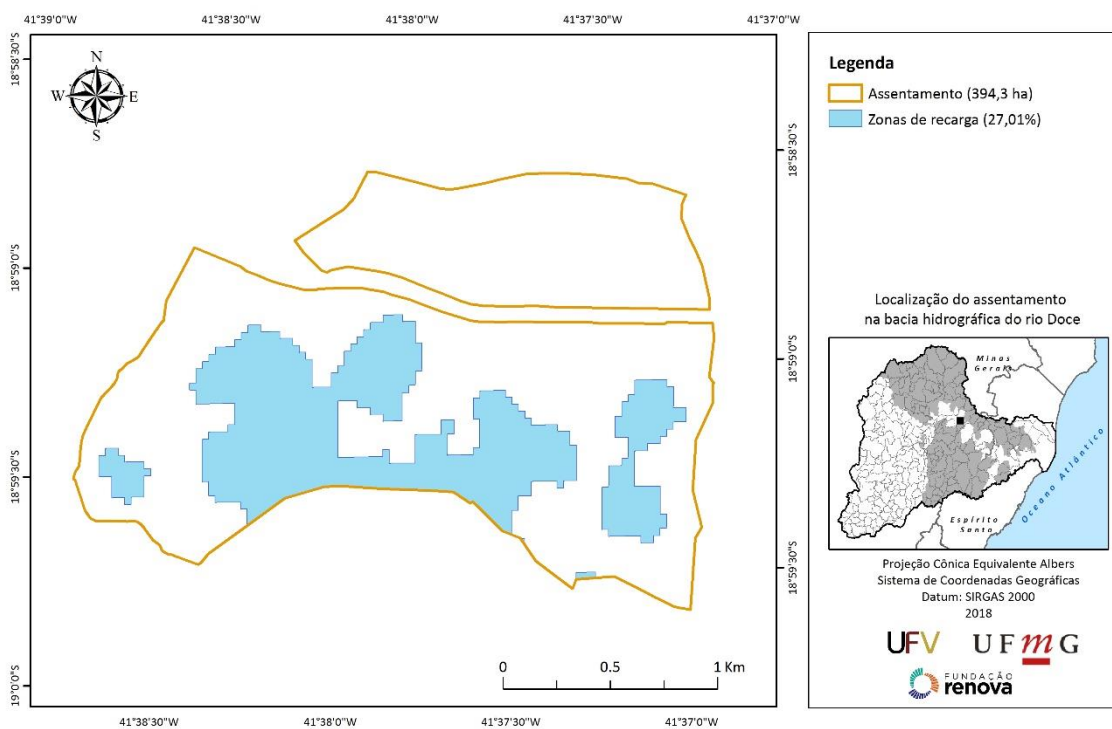 41°39'0"W 41°38'30"W 41°38'0"W 41°37'30"W 41°37'0"W
18°58'30"S
18°59'0"S
18°59'30"S
19°0'0"S
N
W E
S
18°58'30"S
18°59'0"S
18°59'30"S
0 0.5 1 Km
41°38'30"W 41°38'0"W 41°37'30"W 41°37'0"W
Legenda
Assentamento (394,3 ha)
Zonas de recarga (27,01%)
Localização do assentamento
na bacia hidrográfica do rio Doce
Minas
Gerais
Espírito
Santo
Oceano Atlântico
Projeção Cônica Equivalente Albers
Sistema de Coordenadas Geográficas
Datum: SIRGAS 2000
2018
UFV UFmG
FUNDAÇÃO
renova